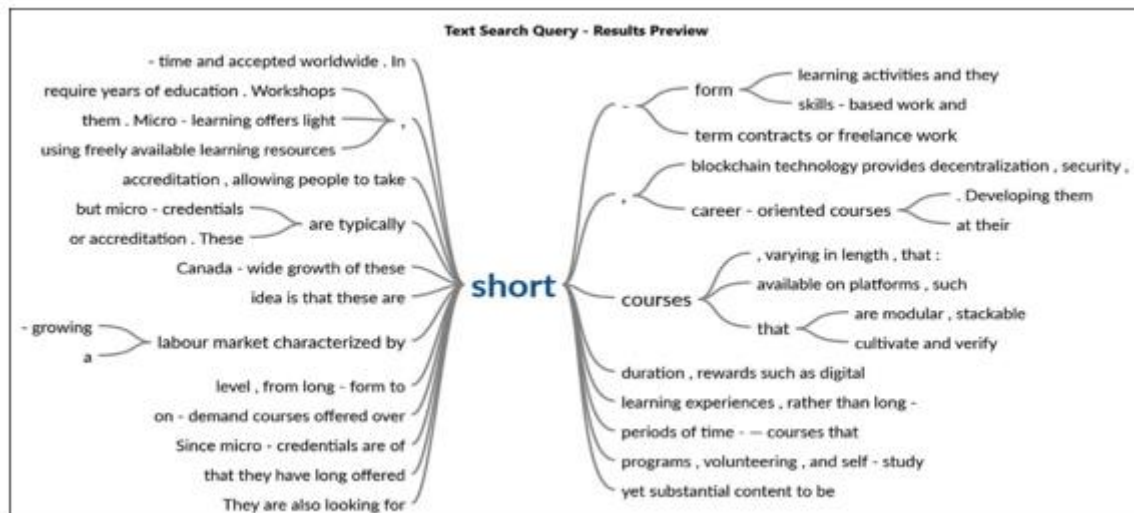 Text Search Query - Results Preview
- time and accepted worldwide . In
require years of education . Workshops
them . Micro - learning offers light
using freely available learning resources
,
accreditation , allowing people to take
but micro - credentials
or accreditation . These
are typically
Canada - wide growth of these
idea is that these are
- growing
a
labour market characterized by
level , from long - form to
on - demand courses offered over
Since micro - credentials are of
that they have long offered
They are also looking for
short
-
form
learning activities and they
skills - based work and
term contracts or freelance work
,
blockchain technology provides decentralization , security ,
career - oriented courses
. Developing them
at their
courses
, varying in length , that :
available on platforms , such
that
are modular , stackable
cultivate and verify
duration , rewards such as digital
learning experiences , rather than long -
periods of time - — courses that
programs , volunteering , and self - study
yet substantial content to be